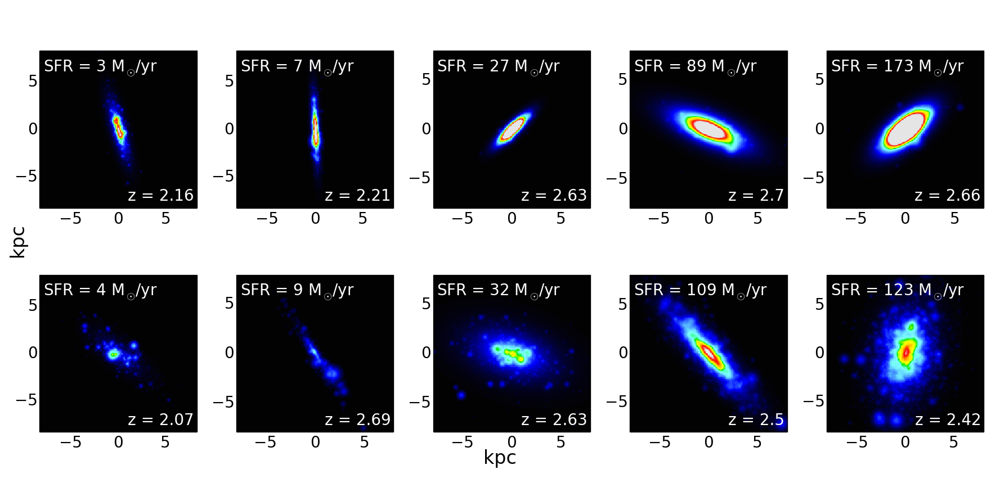 SFR = 3 M☉/yr
5
0
−5
z = 2.16
−5 0 5
SFR = 7 M☉/yr
5
0
−5
z = 2.21
−5 0 5
SFR = 27 M☉/yr
5
0
−5
z = 2.63
−5 0 5
SFR = 89 M☉/yr
5
0
−5
z = 2.7
−5 0 5
SFR = 173 M☉/yr
5
0
−5
z = 2.66
−5 0 5
kpc
SFR = 4 M☉/yr
5
0
−5
z = 2.07
−5 0 5
SFR = 9 M☉/yr
5
0
−5
z = 2.69
−5 0 5
SFR = 32 M☉/yr
5
0
−5
z = 2.63
−5 0 5
SFR = 109 M☉/yr
5
0
−5
z = 2.5
−5 0 5
SFR = 123 M☉/yr
5
0
−5
z = 2.42
−5 0 5
kpc